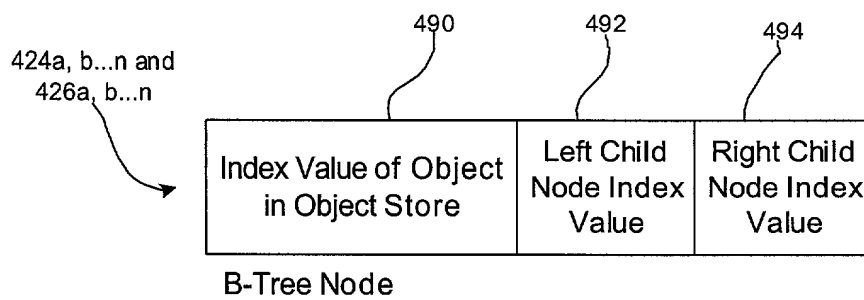 490
492
494
424a, b...n and
426a, b...n
Index Value of Object
in Object Store
Left Child
Node Index
Value
Right Child
Node Index
Value
B-Tree Node